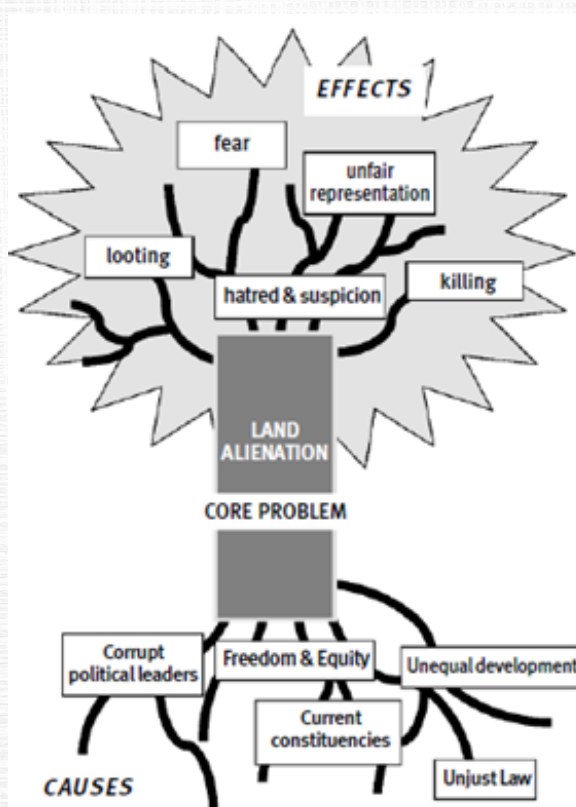 EFFECTS
fear
unfair
representation
looting
hatred & suspicion
killing
LAND
ALIENATION
CORE PROBLEM
Corrupt
political leaders
Freedom & Equity
Unequal development
Current
constituencies
Unjust Law
CAUSES